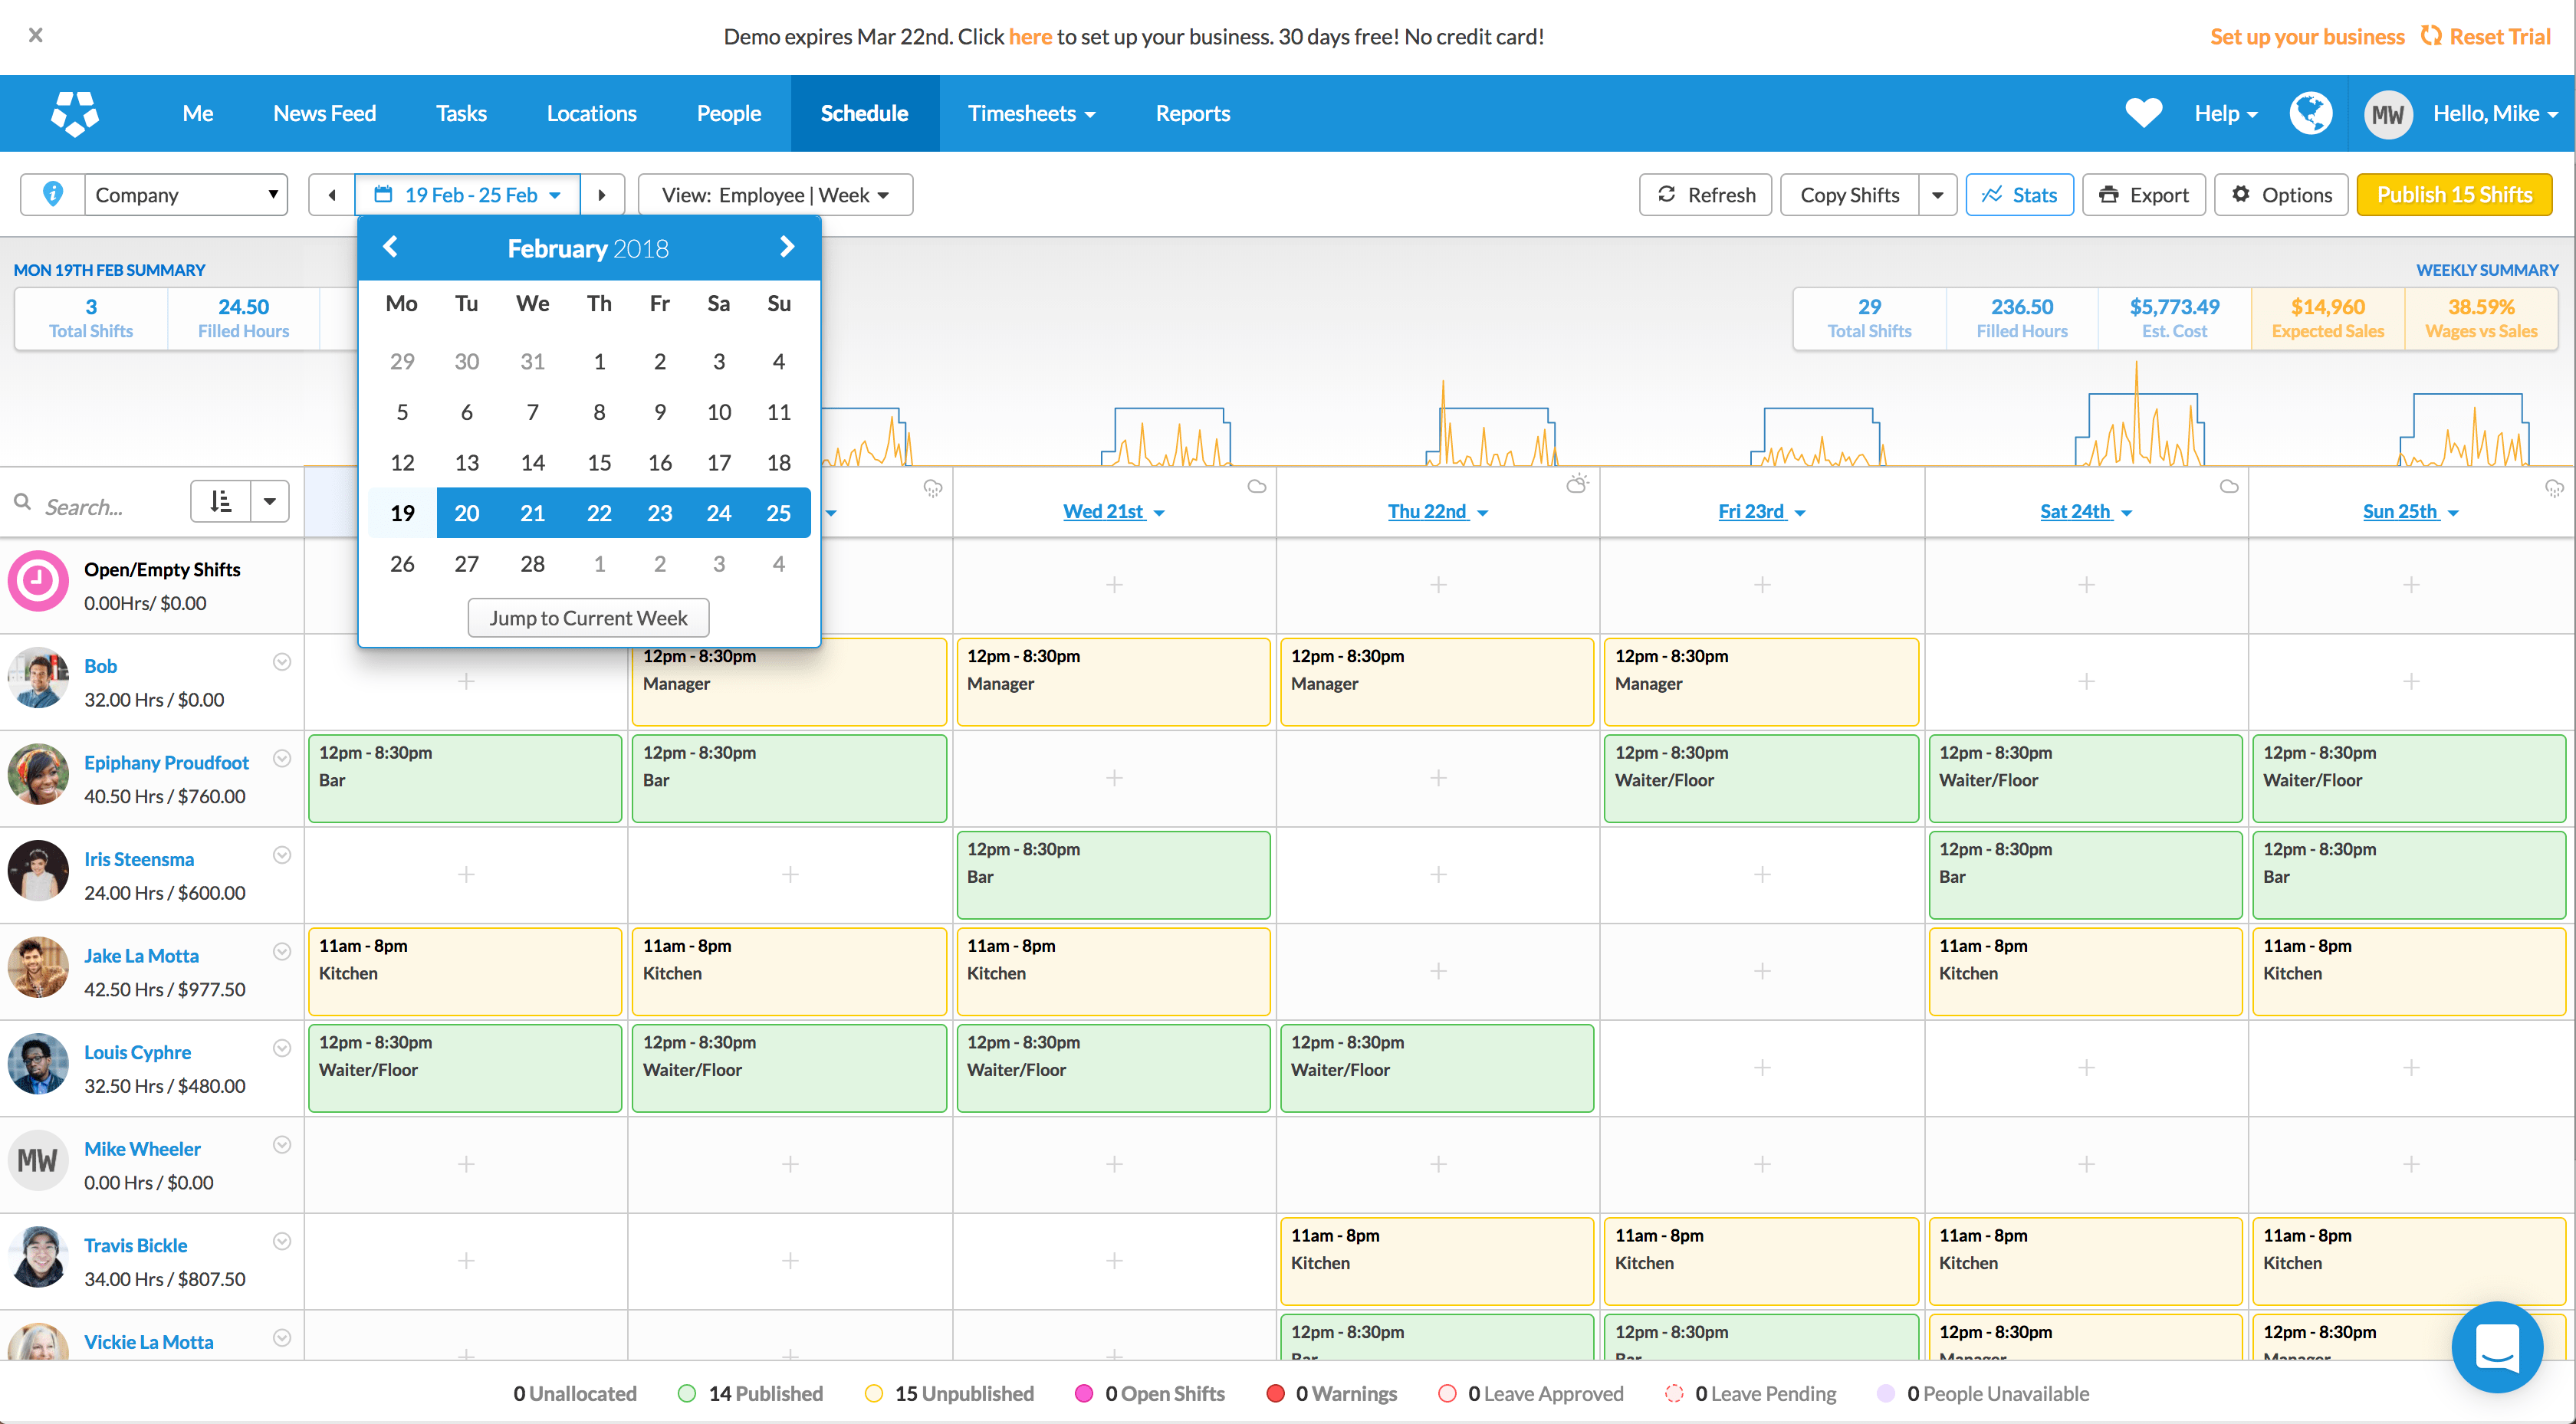 Demo expires Mar 22nd. Click here to set up your business. 30 days free! No credit card!
Set up your business Reset Trial
Me News Feed Tasks Locations People Schedule Timesheets Reports Help MW Hello, Mike
Company 19 Feb - 25 Feb View: Employee | Week Refresh Copy Shifts Stats Export Options Publish 15 Shifts
February 2018
MON 19TH FEB SUMMARY
WEEKLY SUMMARY
3 24.50
Total Shifts Filled Hours
29 236.50 $5,773.49 $14,960 38.59%
Total Shifts Filled Hours Est. Cost Expected Sales Wages vs Sales
Mo Tu We Th Fr Sa Su
29 30 31 1 2 3 4
5 6 7 8 9 10 11
12 13 14 15 16 17 18
19 20 21 22 23 24 25
26 27 28 1 2 3 4
Jump to Current Week
Search... Wed 21st Thu 22nd Fri 23rd Sat 24th Sun 25th
Open/Empty Shifts
0.00Hrs/ $0.00
Bob 12pm - 8:30pm 12pm - 8:30pm 12pm - 8:30pm 12pm - 8:30pm
32.00 Hrs / $0.00 Manager Manager Manager Manager
Epiphany Proudfoot 12pm - 8:30pm 12pm - 8:30pm 12pm - 8:30pm 12pm - 8:30pm 12pm - 8:30pm
40.50 Hrs / $760.00 Bar Bar Waiter/Floor Waiter/Floor Waiter/Floor
Iris Steensma 12pm - 8:30pm 12pm - 8:30pm 12pm - 8:30pm
24.00 Hrs / $600.00 Bar Bar Bar
Jake La Motta 11am - 8pm 11am - 8pm 11am - 8pm 11am - 8pm 11am - 8pm
42.50 Hrs / $977.50 Kitchen Kitchen Kitchen Kitchen Kitchen
Louis Cyphre 12pm - 8:30pm 12pm - 8:30pm 12pm - 8:30pm 12pm - 8:30pm
32.50 Hrs / $480.00 Waiter/Floor Waiter/Floor Waiter/Floor Waiter/Floor
MW Mike Wheeler
0.00 Hrs / $0.00
Travis Bickle 11am - 8pm 11am - 8pm 11am - 8pm 11am - 8pm
34.00 Hrs / $807.50 Kitchen Kitchen Kitchen Kitchen
Vickie La Motta 12pm - 8:30pm 12pm - 8:30pm 12pm - 8:30pm 12pm - 8:30pm
Bar Bar Manager Manager
0 Unallocated 14 Published 15 Unpublished 0 Open Shifts 0 Warnings 0 Leave Approved 0 Leave Pending 0 People Unavailable